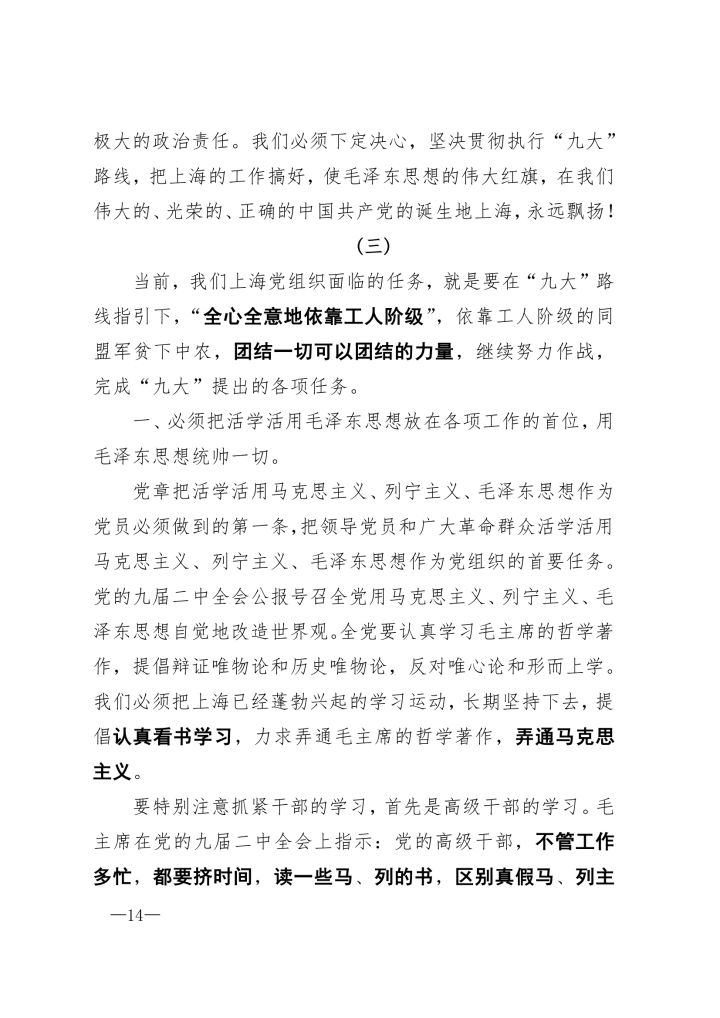 极大的政治责任。我们必须下定决心，坚决贯彻执行“九大”
路线，把上海的工作搞好，使毛泽东思想的伟大红旗，在我们
伟大的、光荣的、正确的中国共产党的诞生地上海，永远飘扬！
（三）
当前，我们上海党组织面临的任务，就是要在“九大”路
线指引下，“全心全意地依靠工人阶级”，依靠工人阶级的同
盟军贫下中农，团结一切可以团结的力量，继续努力作战，
完成“九大”提出的各项任务。
一、必须把活学活用毛泽东思想放在各项工作的首位，用
毛泽东思想统帅一切。
党章把活学活用马克思主义、列宁主义、毛泽东思想作为
党员必须做到的第一条，把领导党员和广大革命群众活学活用
马克思主义、列宁主义、毛泽东思想作为党组织的首要任务。
党的九届二中全会公报号召全党用马克思主义、列宁主义、毛
泽东思想自觉地改造世界观。全党要认真学习毛主席的哲学著
作，提倡辩证唯物论和历史唯物论，反对唯心论和形而上学。
我们必须把上海已经蓬勃兴起的学习运动，长期坚持下去，提
倡认真看书学习，力求弄通毛主席的哲学著作，弄通马克思
主义。
要特别注意抓紧干部的学习，首先是高级干部的学习。毛
主席在党的九届二中全会上指示：党的高级干部，不管工作
多忙，都要挤时间，读一些马、列的书，区别真假马、列主
—14—